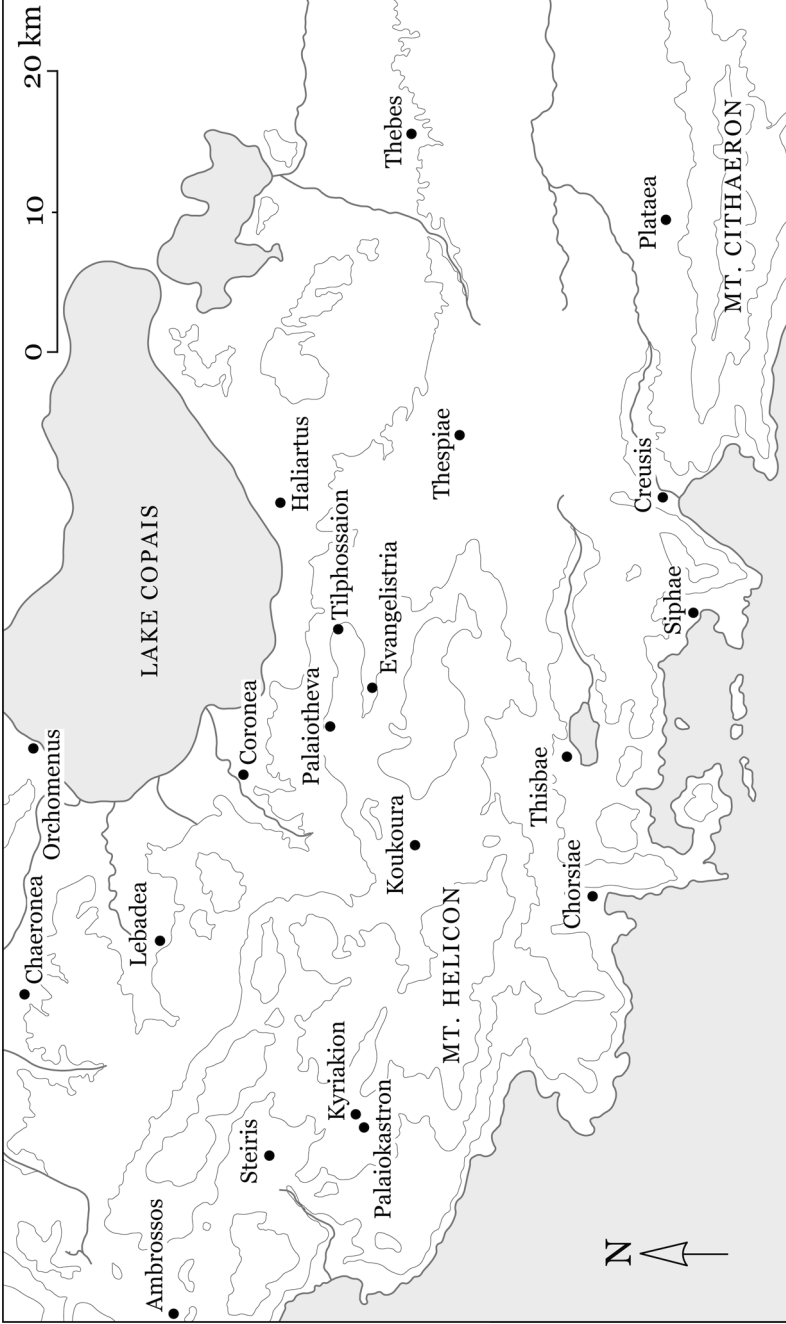 0 10 20 km
Chaeronea
Orchomenus
LAKE COPAIS
Lebadea
Ambrossos
Coronea
Steiris
Haliartus
Palaiotheva
Tilphossaion
Evangelistria
Kyriakion
Palaiokastron
Koukoura
Thebes
MT. HELICON
Thespiae
Thisbae
Chorsiae
Creusis
Plataea
Siphae
MT. CITHAERON
N